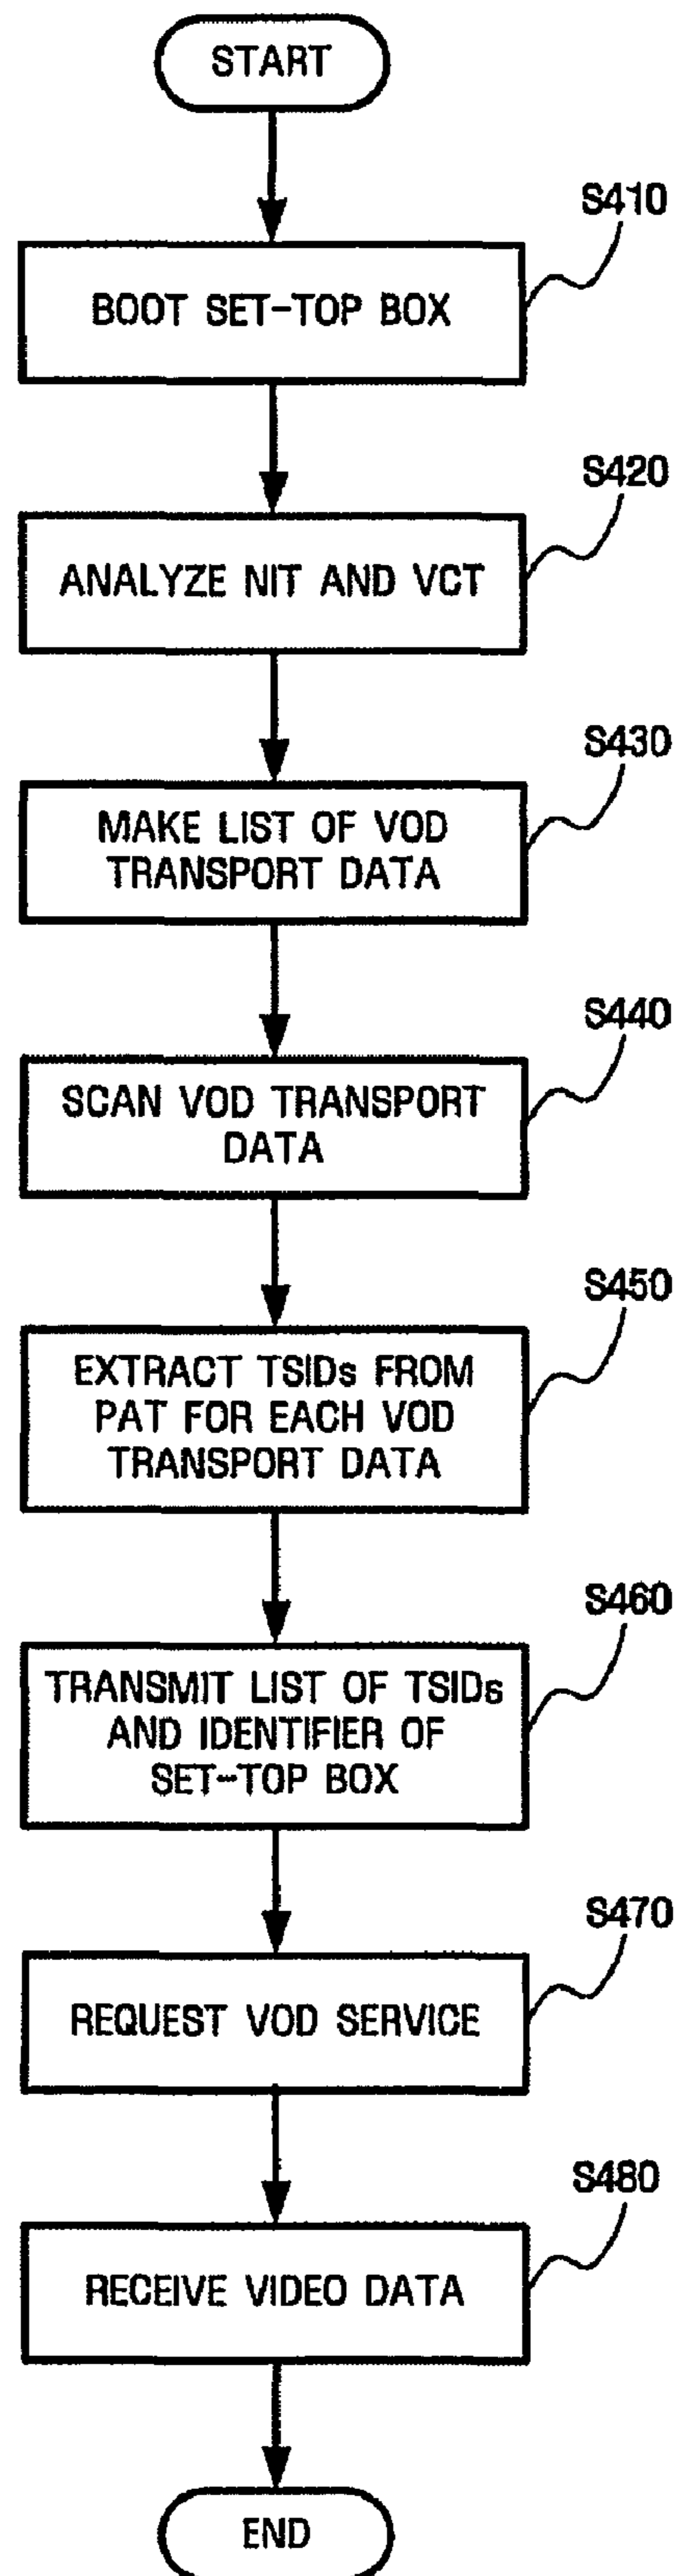 START
S410
BOOT SET-TOP BOX
S420
ANALYZE NIT AND VCT
S430
MAKE LIST OF VOD
TRANSPORT DATA
S440
SCAN VOD TRANSPORT
DATA
S450
EXTRACT TSIDs FROM
PAT FOR EACH VOD
TRANSPORT DATA
S460
TRANSMIT LIST OF TSIDs
AND IDENTIFIER OF
SET-TOP BOX
S470
REQUEST VOD SERVICE
S480
RECEIVE VIDEO DATA
END